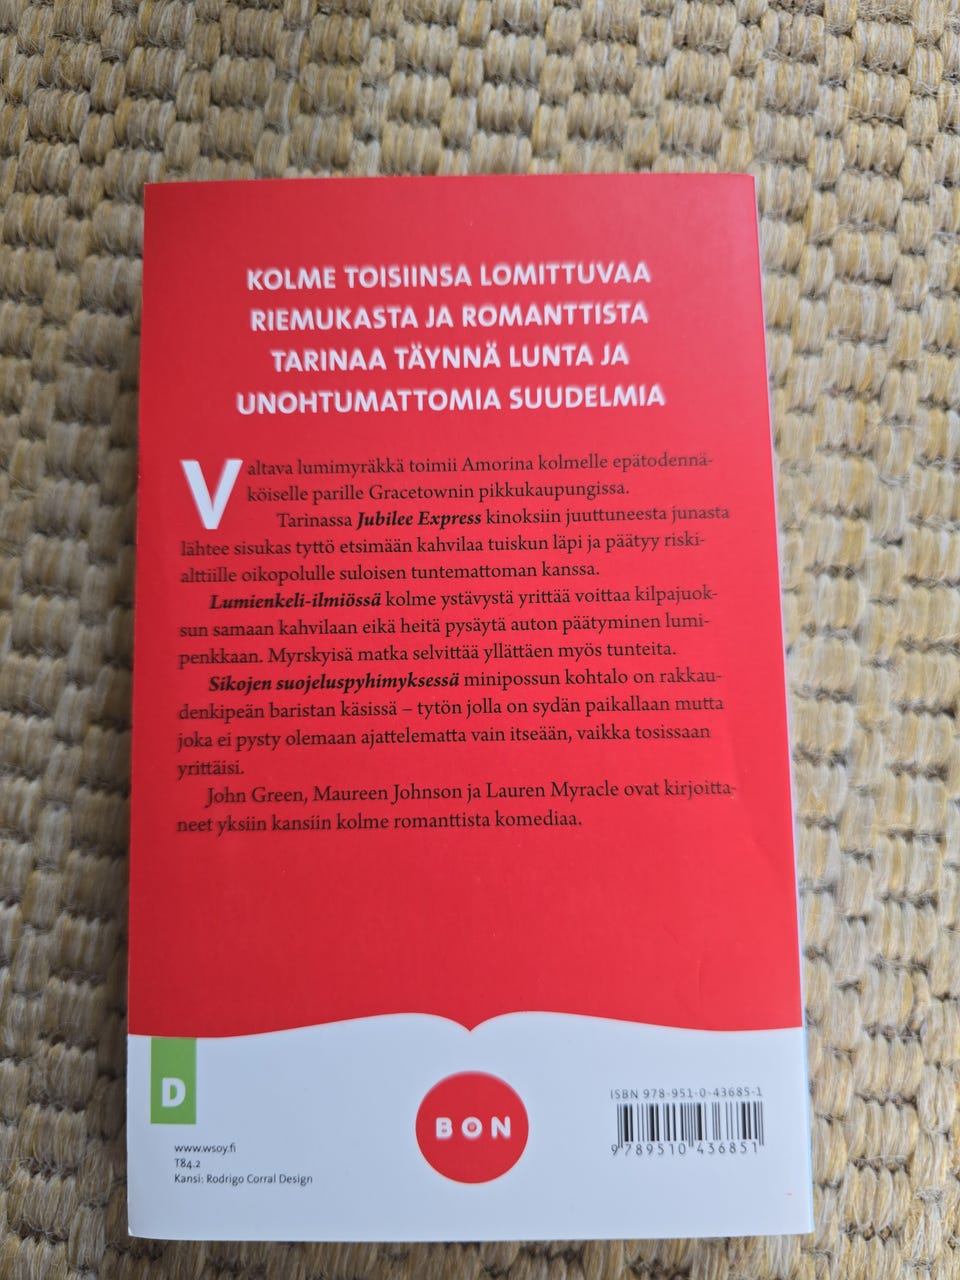 KOLME TOISIINSA LOMITTUVAA
RIEMUKASTA JA ROMANTTISTA
TARINAA TÄYNNÄ LUNTA JA
UNOHTUMATTOMIA SUUDELMIA
Valtava lumimyräkkä toimii Amorina kolmelle epätodennä-
köiselle parille Gracetownin pikkukaupungissa.
Tarinassa Jubilee Express kinoksiin juuttuneesta junasta
lähtee sisukas tyttö etsimään kahvilaa tuiskun läpi ja päätyy riski-
alttiille oikopolulle suloisen tuntemattoman kanssa.
Lumienkeli-ilmiössä kolme ystävystä yrittää voittaa kilpajuok-
sun samaan kahvilaan eikä heitä pysäytä auton päätyminen lumi-
penkkaan. Myrskyisä matka selvittää yllättäen myös tunteita.
Sikojen suojeluspyhimyksessä minipossun kohtalo on rakkau-
denkipeän baristan käsissä – tytön jolla on sydän paikallaan mutta
joka ei pysty olemaan ajattelematta vain itseään, vaikka tosissaan
yrittäisi.
John Green, Maureen Johnson ja Lauren Myracle ovat kirjoitta-
neet yksiin kansiin kolme romanttista komediaa.
D
www.wsoy.fi
T84.2
Kansi: Rodrigo Corral Design
BON
ISBN 978-951-0-43685-1
9 789510 436851